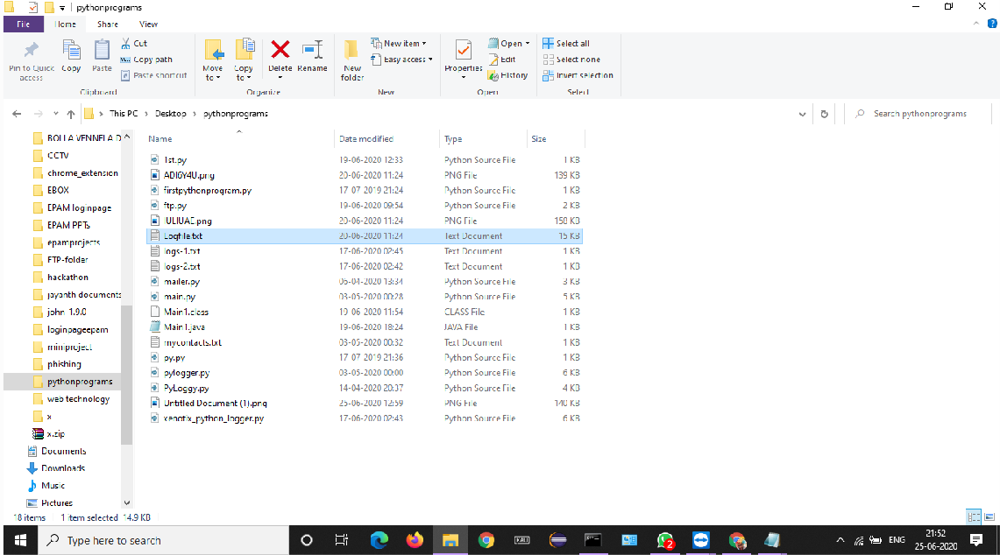 pythonprograms
File Home Share View
Pin to Quick access
Copy
Paste
Cut
Copy path
Paste shortcut
Clipboard
Move to
Copy to
Delete
Rename
Organize
New folder
New item
Easy access
New
Properties
Open
Edit
History
Open
Select all
Select none
Invert selection
Select
This PC > Desktop > pythonprograms
Search pythonprograms
BOLLA VENNELA D
CCTV
chrome_extension
EBOX
EPAM loginpage
EPAM PPTs
epamprojects
FTP-folder
hackathon
jayanth documents
john-1.9.0
loginpageepam
miniproject
phishing
pythonprograms
web technology
x
x.zip
Documents
Downloads
Music
Pictures
Name Date modified Type Size
1st.py 19-06-2020 12:33 Python Source File 1 KB
ADI6Y4U.png 20-06-2020 11:24 PNG File 139 KB
firstpythonprogram.py 17-07-2019 21:24 Python Source File 1 KB
ftp.py 19-06-2020 09:54 Python Source File 2 KB
IULIUAE.png 20-06-2020 11:24 PNG File 158 KB
Logfile.txt 20-06-2020 11:24 Text Document 15 KB
logs-1.txt 17-06-2020 02:45 Text Document 1 KB
logs-2.txt 17-06-2020 02:42 Text Document 1 KB
mailer.py 06-04-2020 13:34 Python Source File 3 KB
main.py 03-05-2020 00:28 Python Source File 5 KB
Main1.class 19-06-2020 11:54 CLASS File 1 KB
Main1.java 19-06-2020 18:24 JAVA File 1 KB
mycontacts.txt 03-05-2020 00:32 Text Document 1 KB
py.py 17-07-2019 21:36 Python Source File 1 KB
pylogger.py 03-05-2020 00:00 Python Source File 6 KB
PyLoggy.py 14-04-2020 20:37 Python Source File 4 KB
Untitled Document (1).png 25-06-2020 12:59 PNG File 140 KB
xenotix_python_logger.py 17-06-2020 02:43 Python Source File 6 KB
18 items 1 item selected 14.9 KB
Type here to search
KALI
2
ENG
21:52
25-06-2020